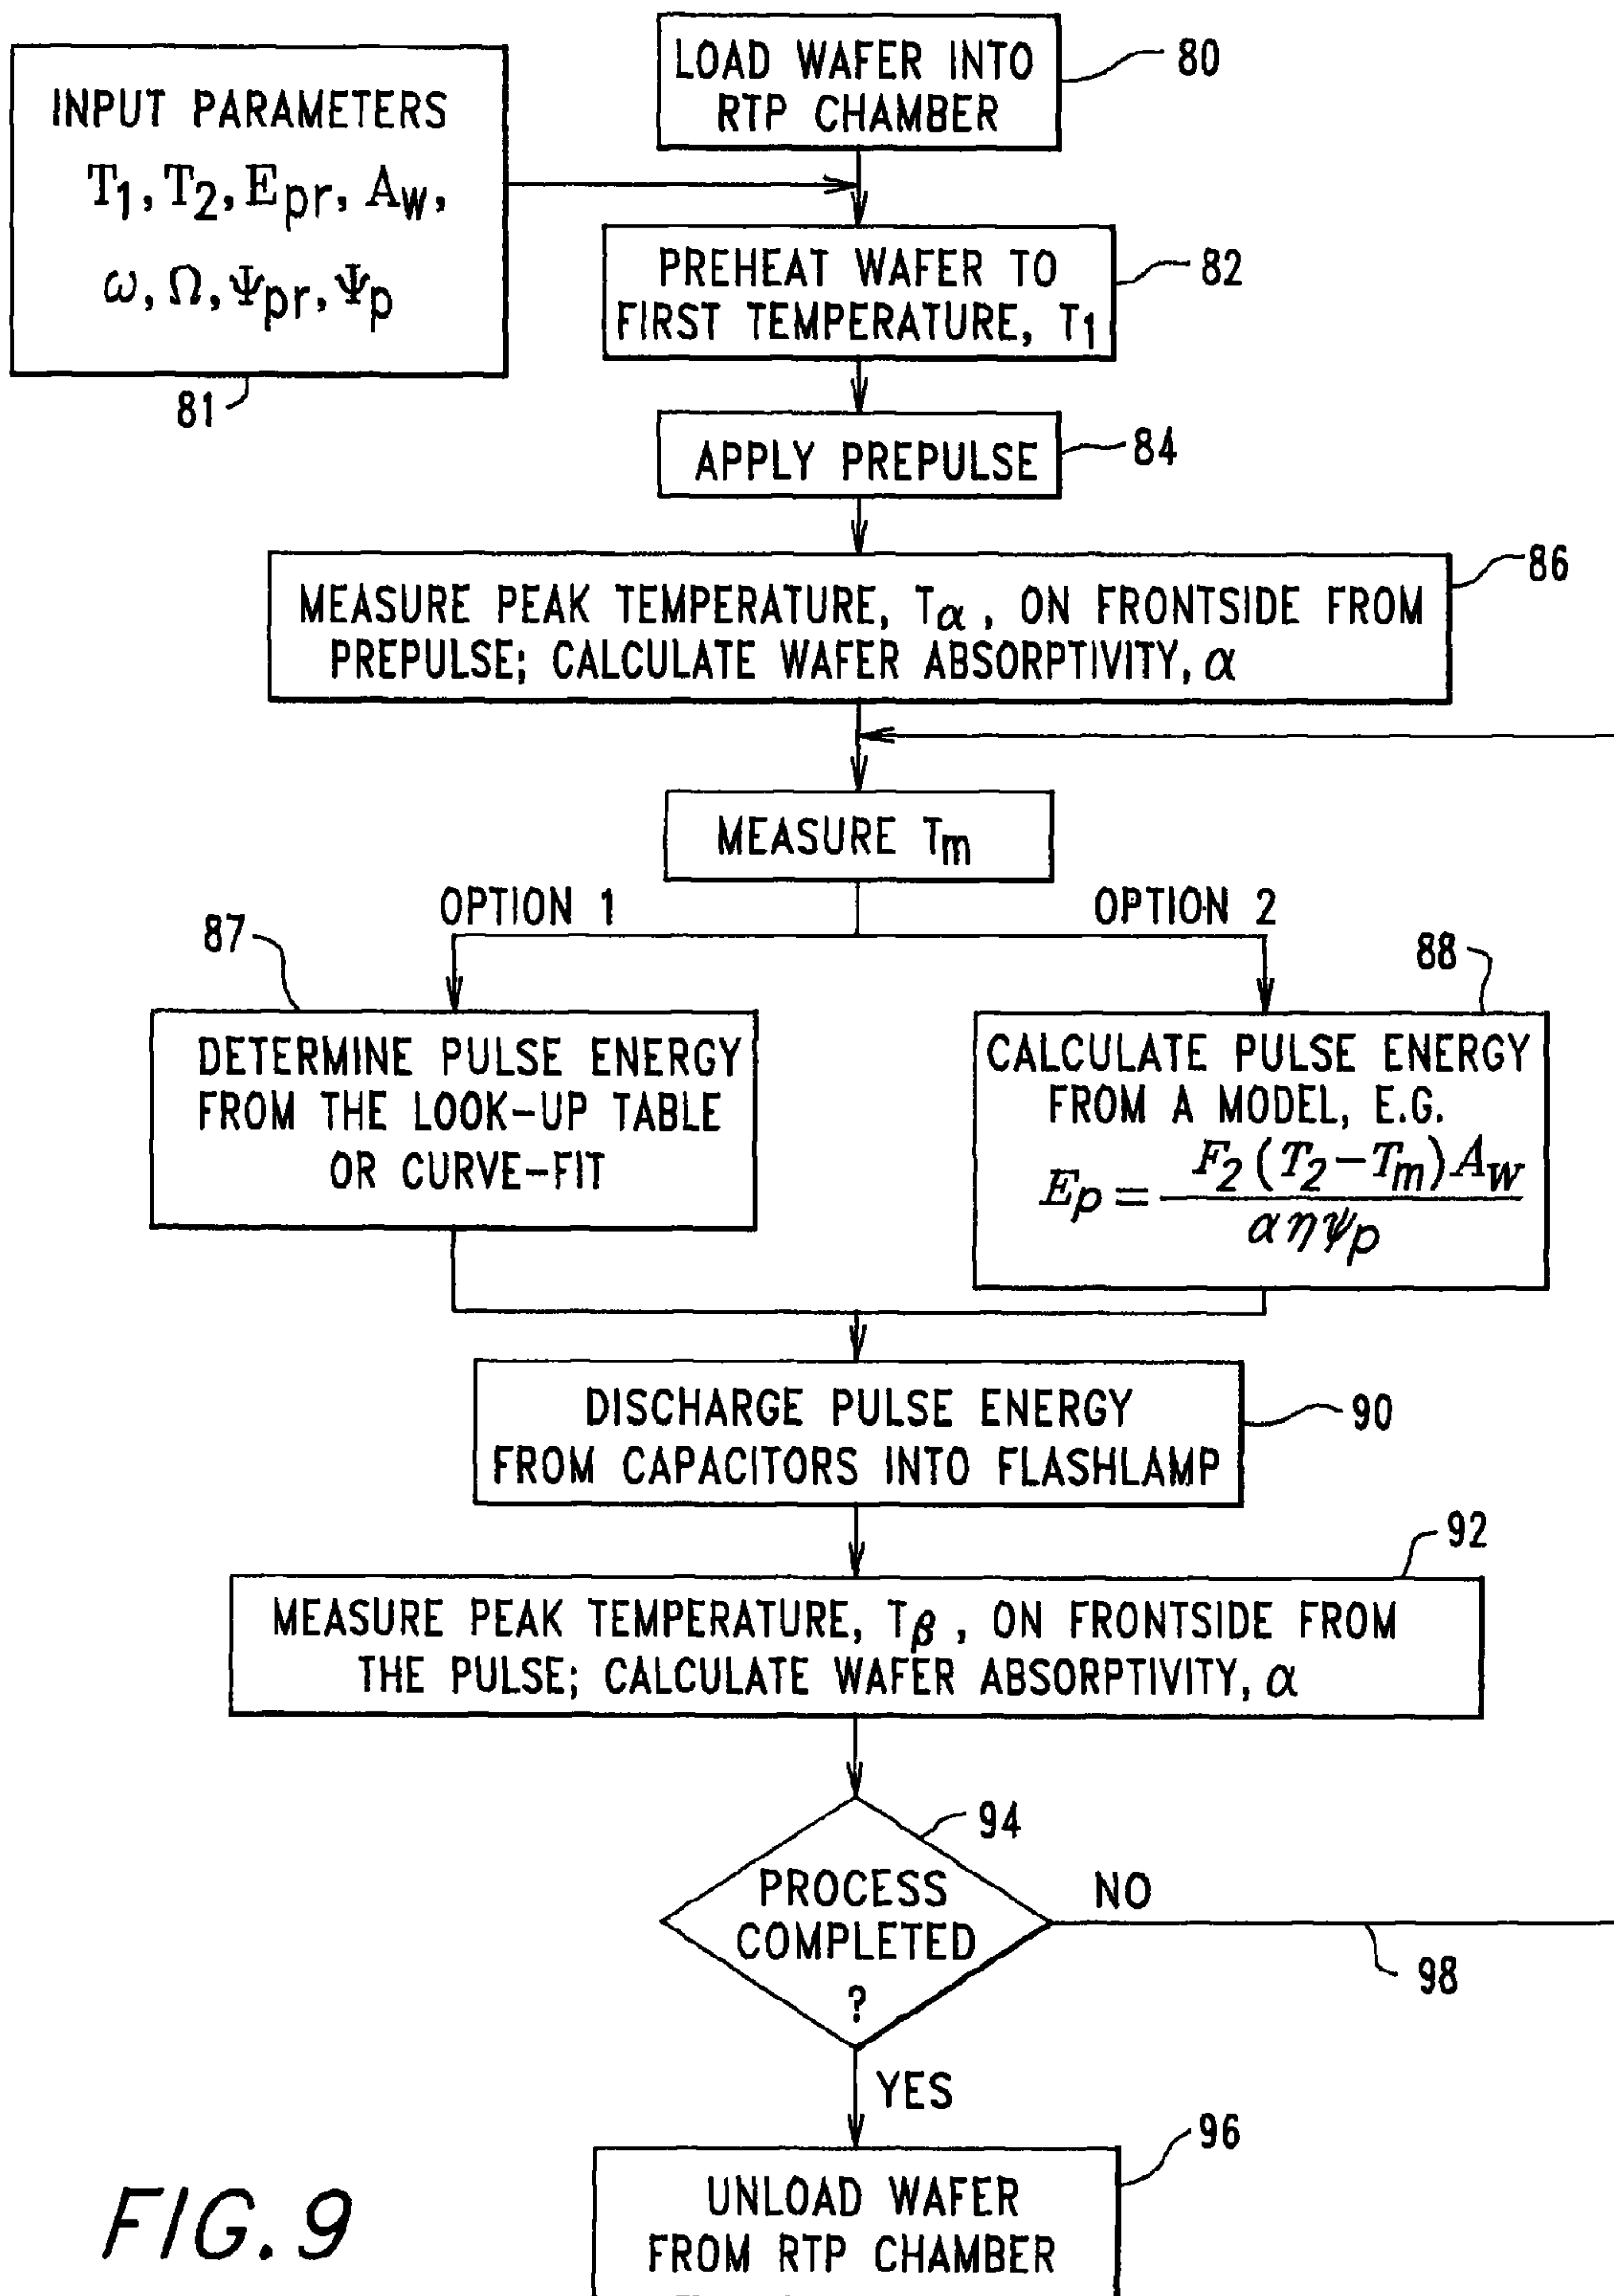 LOAD WAFER INTO
RTP CHAMBER
80
INPUT PARAMETERS
T1, T2, Epr, Aw,
ω, Ω, Ψpr, Ψp
81
PREHEAT WAFER TO
FIRST TEMPERATURE, T1
82
APPLY PREPULSE
84
MEASURE PEAK TEMPERATURE, Tα, ON FRONTSIDE FROM
PREPULSE; CALCULATE WAFER ABSORPTIVITY, α
86
MEASURE Tm
OPTION 1
OPTION 2
87
DETERMINE PULSE ENERGY
FROM THE LOOK-UP TABLE
OR CURVE-FIT
88
CALCULATE PULSE ENERGY
FROM A MODEL, E.G.
Ep = F2 (T2-Tm) Aw / α η ψp
DISCHARGE PULSE ENERGY
FROM CAPACITORS INTO FLASHLAMP
90
92
MEASURE PEAK TEMPERATURE, Tβ, ON FRONTSIDE FROM
THE PULSE; CALCULATE WAFER ABSORPTIVITY, α
94
PROCESS
COMPLETED
?
NO
98
YES
96
UNLOAD WAFER
FROM RTP CHAMBER
FIG. 9